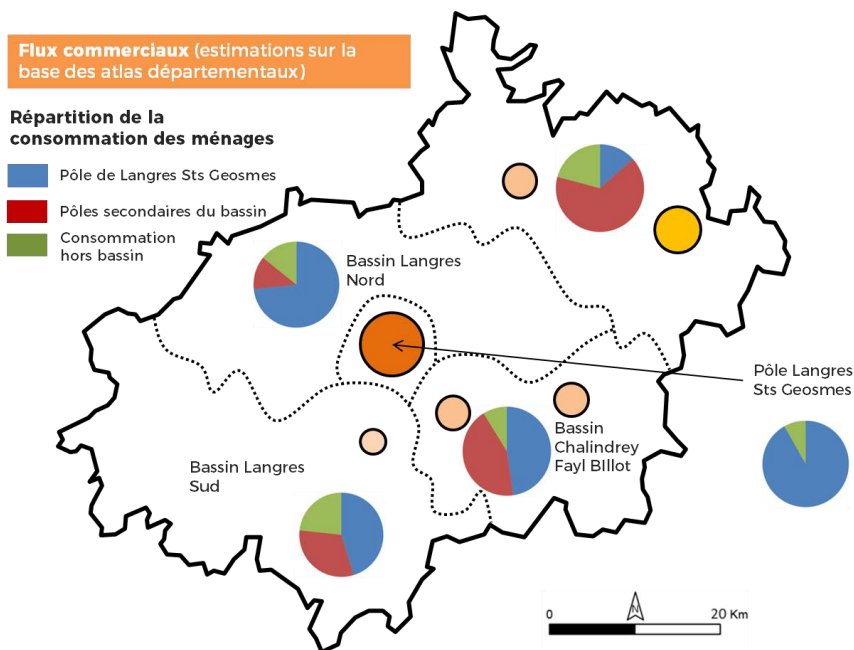 Flux commerciaux (estimations sur la
base des atlas départementaux)
Répartition de la
consommation des ménages
Pôle de Langres Sts Geosmes
Pôles secondaires du bassin
Consommation
hors bassin
Bassin Langres
Nord
Pôle Langres
Sts Geosmes
Bassin
Chalindrey
Fayl BIllot
Bassin Langres
Sud
N
0
20 Km